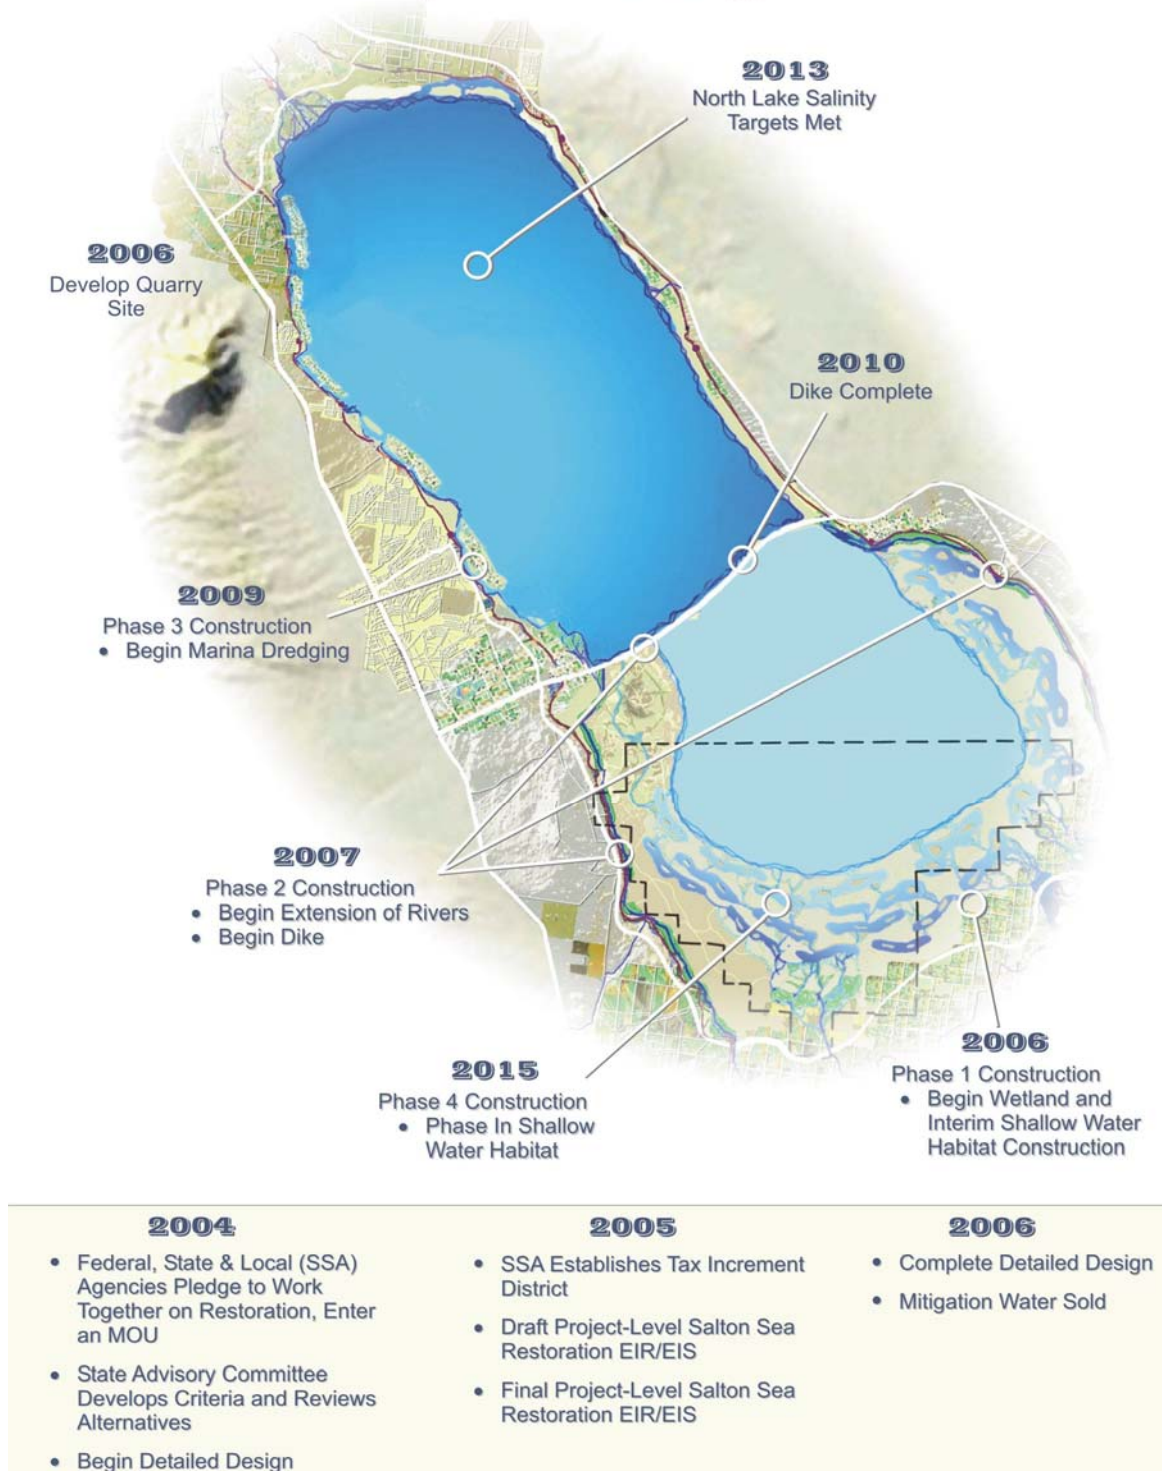 2013
North Lake Salinity
Targets Met
2006
Develop Quarry
Site
2010
Dike Complete
2009
Phase 3 Construction
• Begin Marina Dredging
2007
Phase 2 Construction
• Begin Extension of Rivers
• Begin Dike
2015
Phase 4 Construction
• Phase In Shallow
Water Habitat
2006
Phase 1 Construction
• Begin Wetland and
Interim Shallow Water
Habitat Construction
2004
• Federal, State & Local (SSA)
Agencies Pledge to Work
Together on Restoration, Enter
an MOU
• State Advisory Committee
Develops Criteria and Reviews
Alternatives
• Begin Detailed Design
2005
• SSA Establishes Tax Increment
District
• Draft Project-Level Salton Sea
Restoration EIR/EIS
• Final Project-Level Salton Sea
Restoration EIR/EIS
2006
• Complete Detailed Design
• Mitigation Water Sold